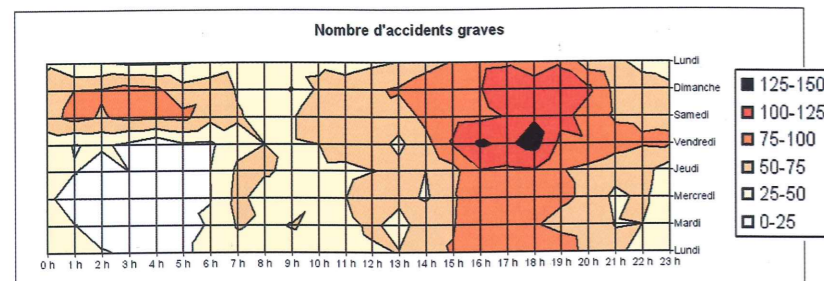 Nombre d'accidents graves
Lundi
Dimanche
Samedi
Vendredi
Jeudi
Mercredi
Mardi
Lundi
0 h 1 h 2 h 3 h 4 h 5 h 6 h 7 h 8 h 9 h 10 h 11 h 12 h 13 h 14 h 15 h 16 h 17 h 18 h 19 h 20 h 21 h 22 h 23 h
125-150
100-125
75-100
50-75
25-50
0-25